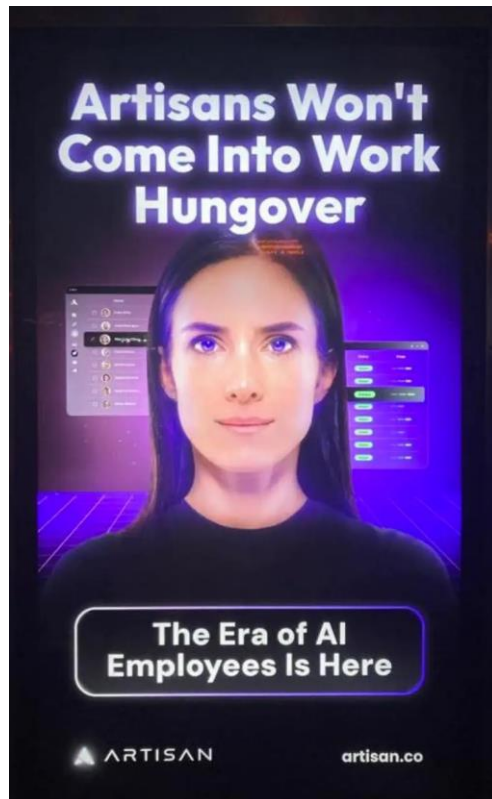 Artisans Won't
Come Into Work
Hungover
The Era of AI
Employees Is Here
ARTISAN
artisan.co